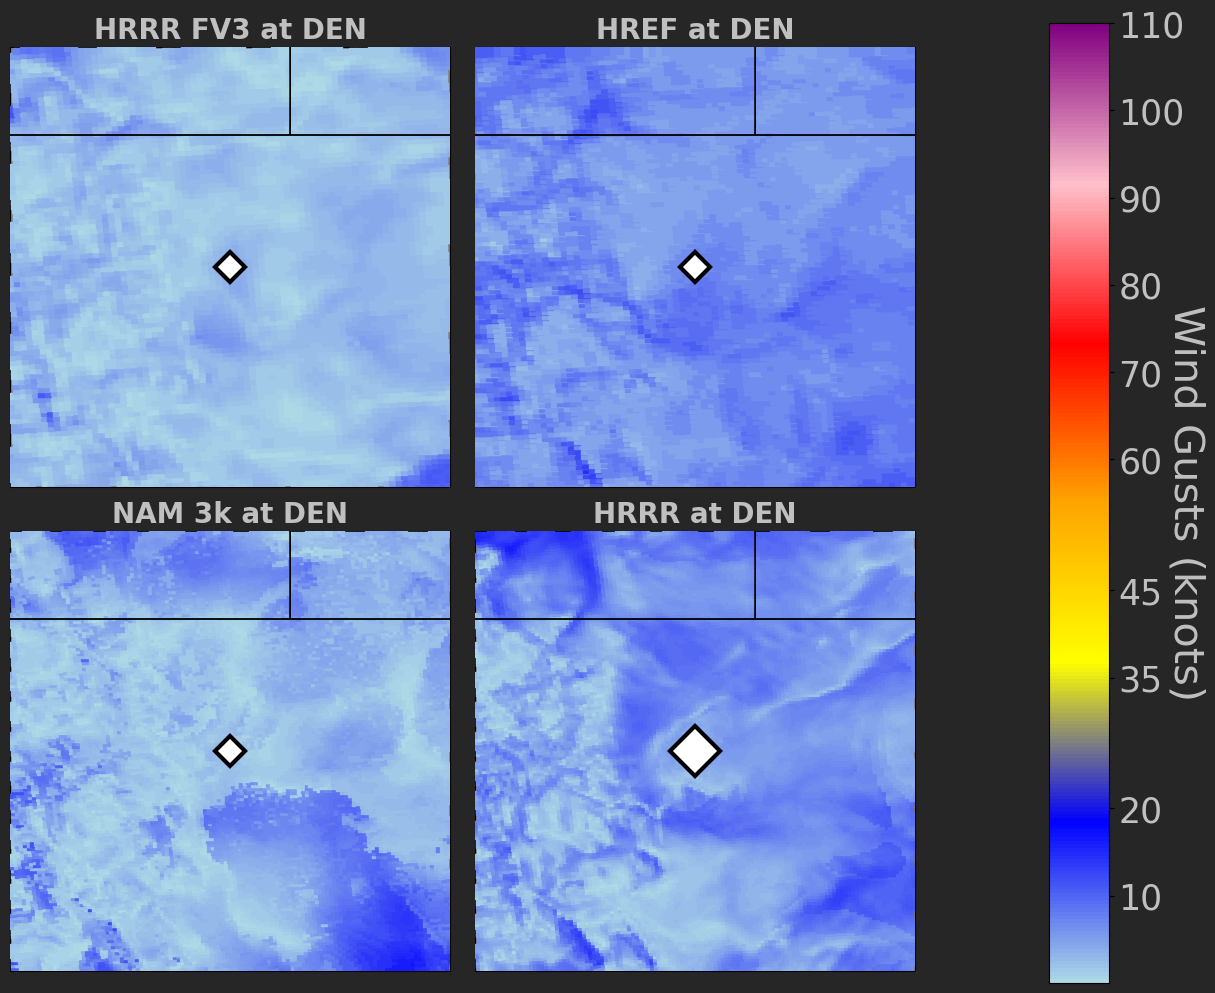 HRRR FV3 at DEN
HREF at DEN
NAM 3k at DEN
HRRR at DEN
110
100
90
80
70
60
45
35
20
10
Wind Gusts (knots)